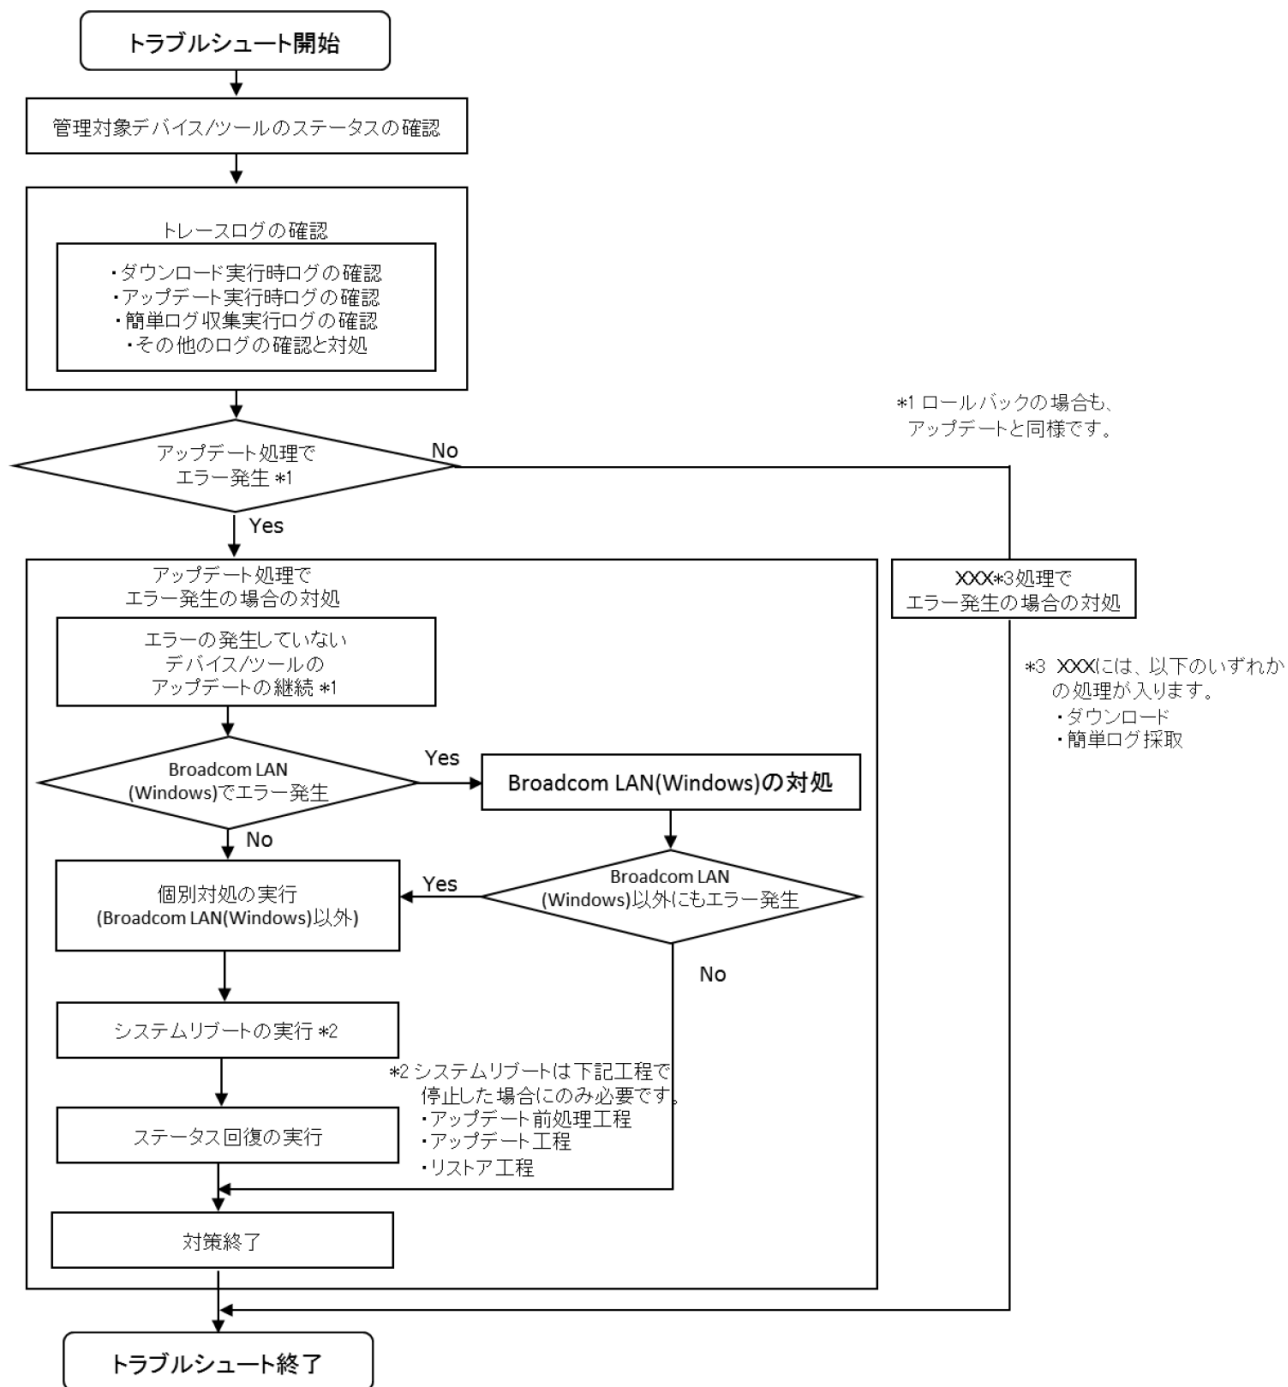 トラブルシュート開始
管理対象デバイス/ツールのステータスの確認
トレースログの確認
・ダウンロード実行時ログの確認
・アップデート実行時ログの確認
・簡単ログ収集実行ログの確認
・その他のログの確認と対処
*1 ロールバックの場合も、
アップデートと同様です。
アップデート処理で
エラー発生 *1
No
Yes
アップデート処理で
エラー発生の場合の対処
XXX*3処理で
エラー発生の場合の対処
エラーの発生していない
デバイス/ツールの
アップデートの継続 *1
*3 XXXには、以下のいずれか
の処理が入ります。
・ダウンロード
・簡単ログ採取
Broadcom LAN
(Windows)でエラー発生
Yes
Broadcom LAN(Windows)の対処
No
個別対処の実行
(Broadcom LAN(Windows)以外)
Yes
Broadcom LAN
(Windows)以外にもエラー発生
No
システムリブートの実行 *2
*2 システムリブートは下記工程で
停止した場合にのみ必要です。
・アップデート前処理工程
・アップデート工程
・リストア工程
ステータス回復の実行
対策終了
トラブルシュート終了